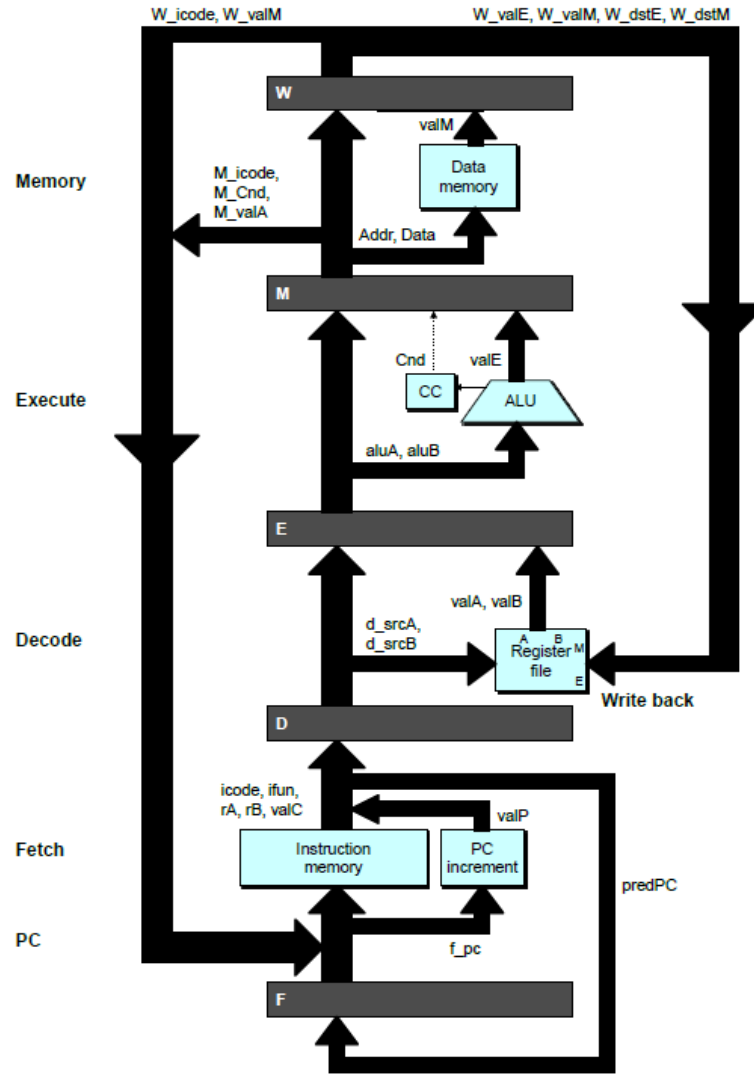 W_icode, W_valM
W_valE, W_valM, W_dstE, W_dstM
W
valM
Memory
Data
memory
M_icode,
M_Cnd,
M_valA
Addr, Data
M
Cnd
valE
Execute
CC
ALU
aluA, aluB
E
valA, valB
d_srcA,
d_srcB
Decode
A B
Register
M
file
E
Write back
D
icode, ifun,
rA, rB, valC
valP
Fetch
Instruction
memory
PC
increment
predPC
PC
f_pc
F